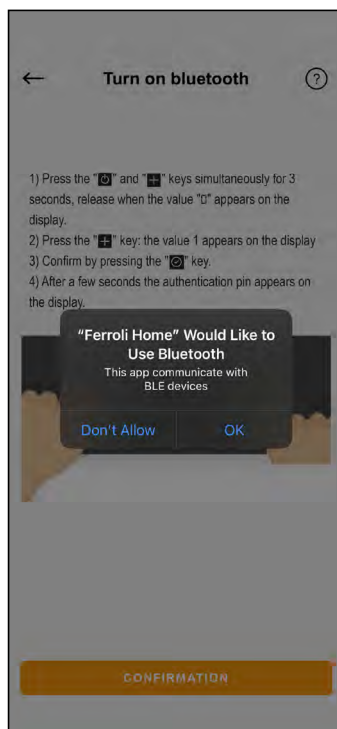 Turn on bluetooth
?
1) Press the "⏻" and "+" keys simultaneously for 3
seconds, release when the value "0" appears on the
display.
2) Press the "+" key: the value 1 appears on the display
3) Confirm by pressing the "✓" key.
4) After a few seconds the authentication pin appears on
the display.
“Ferroli Home” Would Like to
Use Bluetooth
This app communicate with
BLE devices
Don't Allow
OK
CONFIRMATION